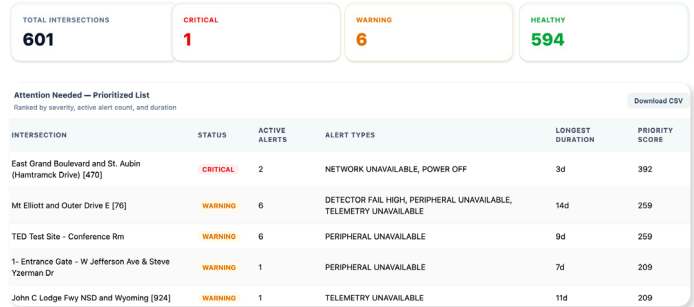 TOTAL INTERSECTIONS
601
CRITICAL
1
WARNING
6
HEALTHY
594
Attention Needed — Prioritized List
Ranked by severity, active alert count, and duration
Download CSV
INTERSECTION STATUS ACTIVE ALERTS ALERT TYPES LONGEST DURATION PRIORITY SCORE
East Grand Boulevard and St. Aubin
(Hamtramck Drive) [470] CRITICAL 2 NETWORK UNAVAILABLE, POWER OFF 3d 392
Mt Elliott and Outer Drive E [76] WARNING 6 DETECTOR FAIL HIGH, PERIPHERAL UNAVAILABLE,
TELEMETRY UNAVAILABLE 14d 259
TED Test Site - Conference Rm WARNING 6 PERIPHERAL UNAVAILABLE 9d 259
1- Entrance Gate - W Jefferson Ave & Steve
Yzerman Dr WARNING 1 PERIPHERAL UNAVAILABLE 7d 209
John C Lodge Fwy NSD and Wyoming [924] WARNING 1 TELEMETRY UNAVAILABLE 11d 209